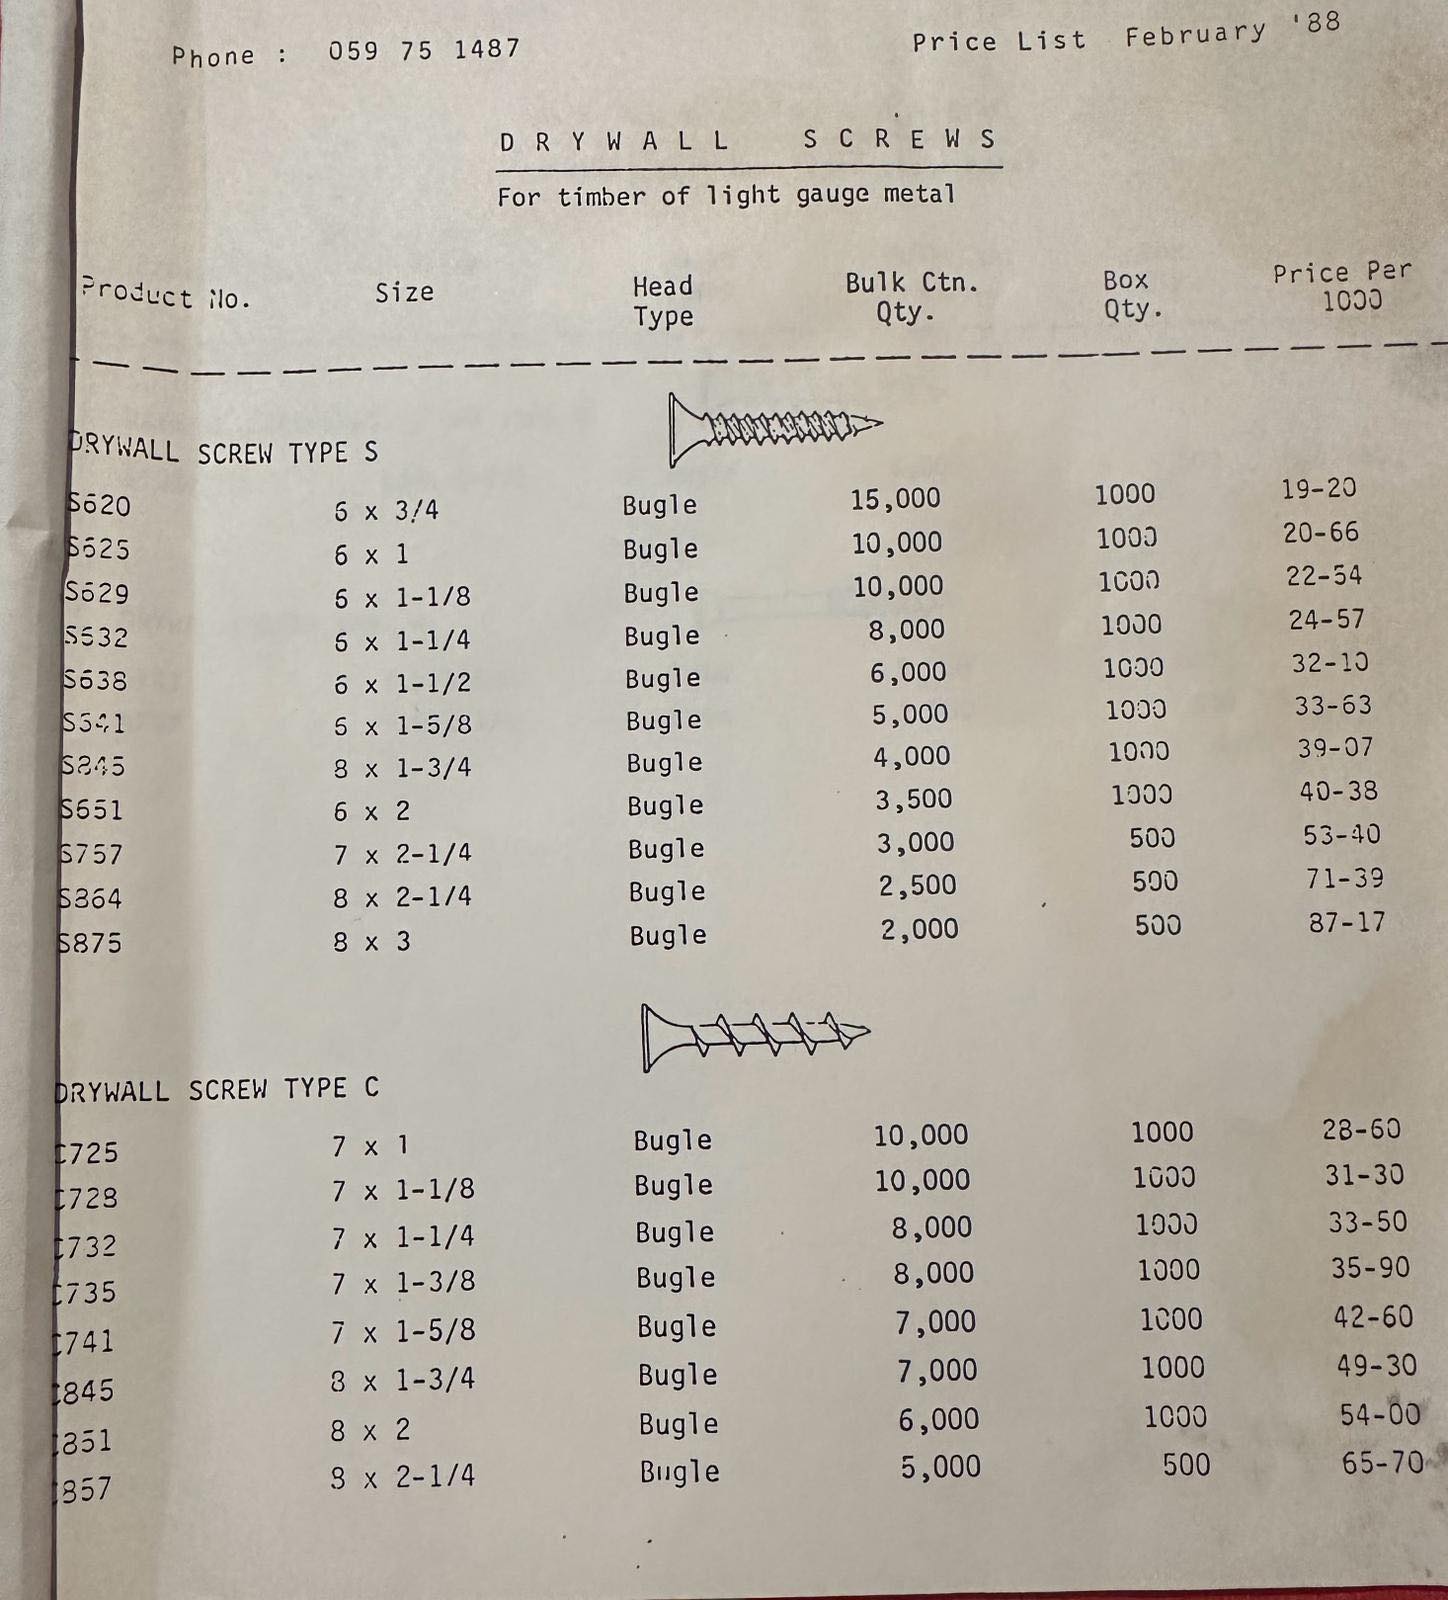 Phone : 059 75 1487 Price List February '88
DRYWALL SCREWS
For timber of light gauge metal
Product No. Size Head Type Bulk Ctn. Qty. Box Qty. Price Per 1000
DRYWALL SCREW TYPE S
S620 6 x 3/4 Bugle 15,000 1000 19-20
S625 6 x 1 Bugle 10,000 1000 20-66
S629 6 x 1-1/8 Bugle 10,000 1000 22-54
S632 6 x 1-1/4 Bugle 8,000 1000 24-57
S638 6 x 1-1/2 Bugle 6,000 1000 32-10
S641 6 x 1-5/8 Bugle 5,000 1000 33-63
S845 8 x 1-3/4 Bugle 4,000 1000 39-07
S651 6 x 2 Bugle 3,500 1000 40-38
S757 7 x 2-1/4 Bugle 3,000 500 53-40
S864 8 x 2-1/4 Bugle 2,500 500 71-39
S875 8 x 3 Bugle 2,000 500 87-17
DRYWALL SCREW TYPE C
C725 7 x 1 Bugle 10,000 1000 28-60
C728 7 x 1-1/8 Bugle 10,000 1000 31-30
C732 7 x 1-1/4 Bugle 8,000 1000 33-50
C735 7 x 1-3/8 Bugle 8,000 1000 35-90
C741 7 x 1-5/8 Bugle 7,000 1000 42-60
C845 8 x 1-3/4 Bugle 7,000 1000 49-30
C851 8 x 2 Bugle 6,000 1000 54-00
C857 8 x 2-1/4 Bugle 5,000 500 65-70